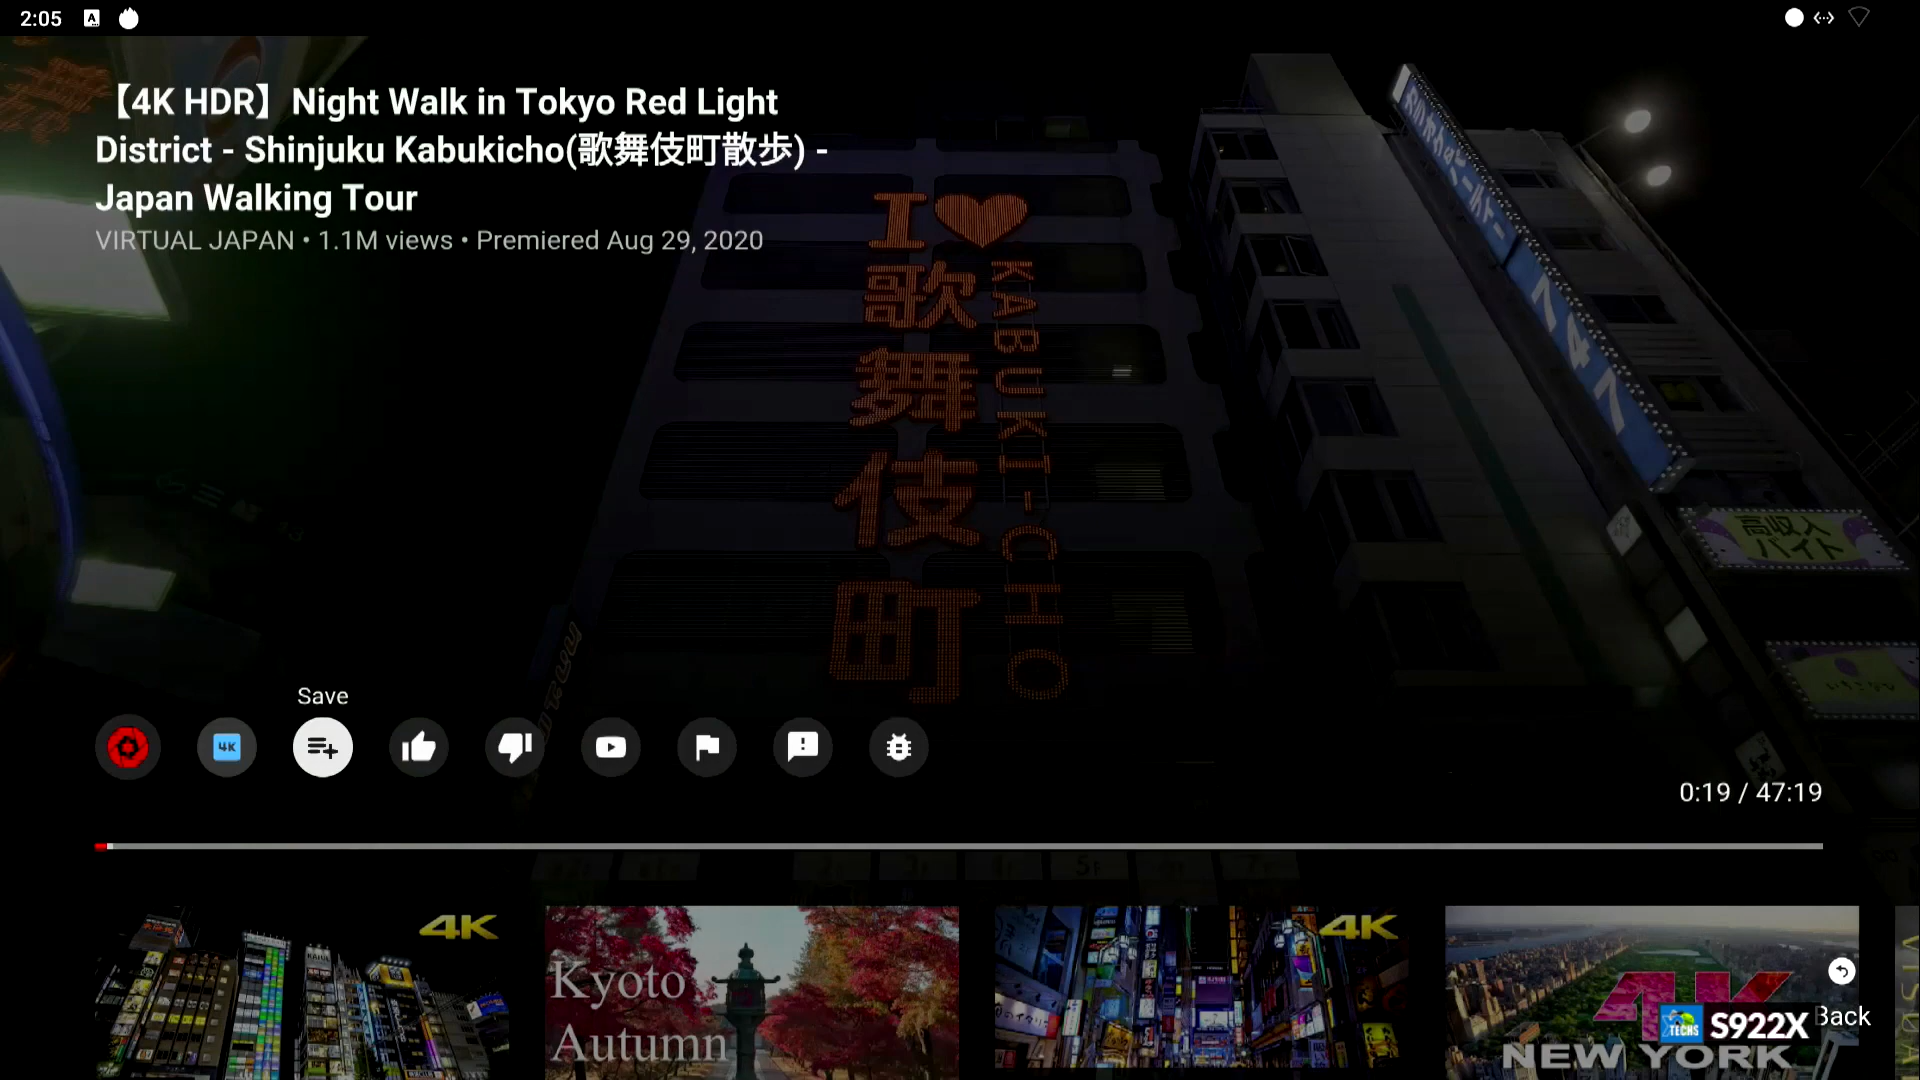 2:05
【4K HDR】 Night Walk in Tokyo Red Light
District - Shinjuku Kabukicho(歌舞伎町散歩) -
Japan Walking Tour
VIRTUAL JAPAN • 1.1M views • Premiered Aug 29, 2020
I
歌舞伎町
KABUKI-CHO
747
高収入
バイト
Save
4K
0:19 / 47:19
4K
Kyoto
Autumn
4K
4K
NEW YORK
TECHS
S922X
Back